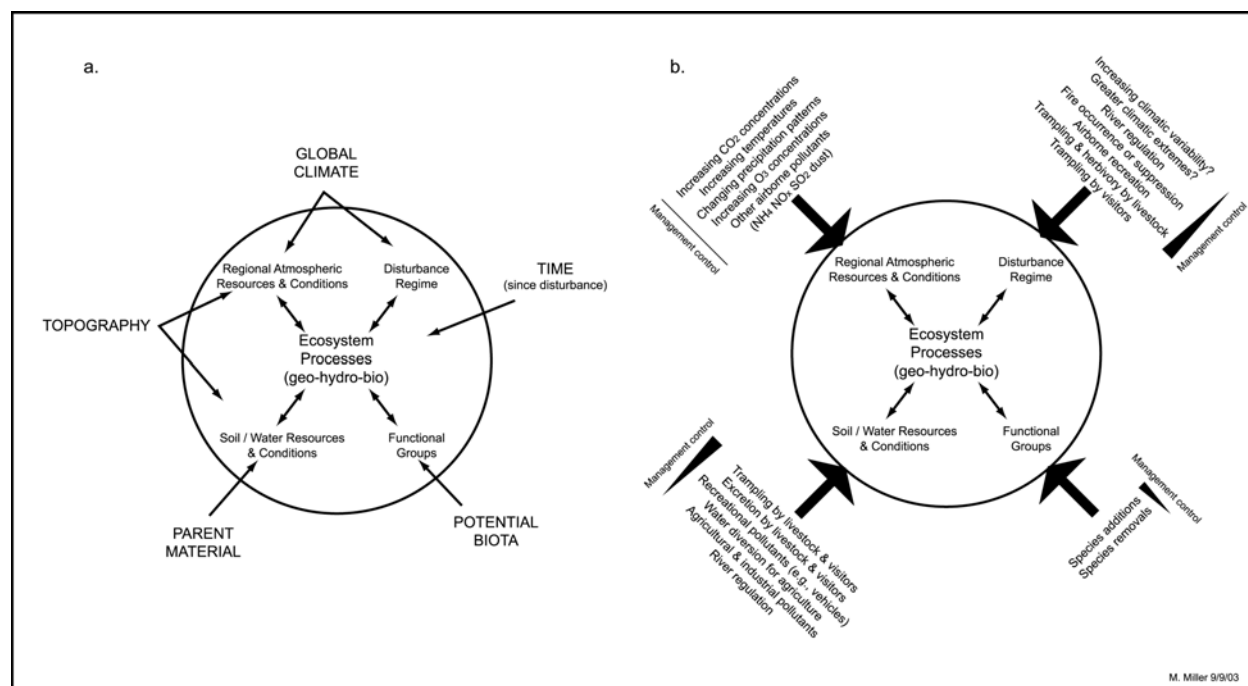 a.
GLOBAL
CLIMATE
Regional Atmospheric
Resources & Conditions
Disturbance
Regime
TIME
(since disturbance)
TOPOGRAPHY
Ecosystem
Processes
(geo-hydro-bio)
Soil / Water Resources
& Conditions
Functional
Groups
PARENT
MATERIAL
POTENTIAL
BIOTA
b.
Increasing CO2 concentrations
Increasing temperatures
Changing precipitation patterns
Increasing O3 concentrations
Other airborne pollutants
(NH4 NOx SO2 dust)
Management control
Increasing climatic variability?
Greater climatic extremes?
River regulation
Fire occurrence or suppression
Airborne recreation
Trampling & herbivory by livestock
Trampling by visitors
Management control
Regional Atmospheric
Resources & Conditions
Disturbance
Regime
Ecosystem
Processes
(geo-hydro-bio)
Soil / Water Resources
& Conditions
Functional
Groups
Management control
Trampling by livestock & visitors
Excretion by livestock & visitors
Recreational pollutants (e.g., vehicles)
Water diversion for agriculture
Agricultural & industrial pollutants
River regulation
Management control
Species additions
Species removals
M. Miller 9/9/03